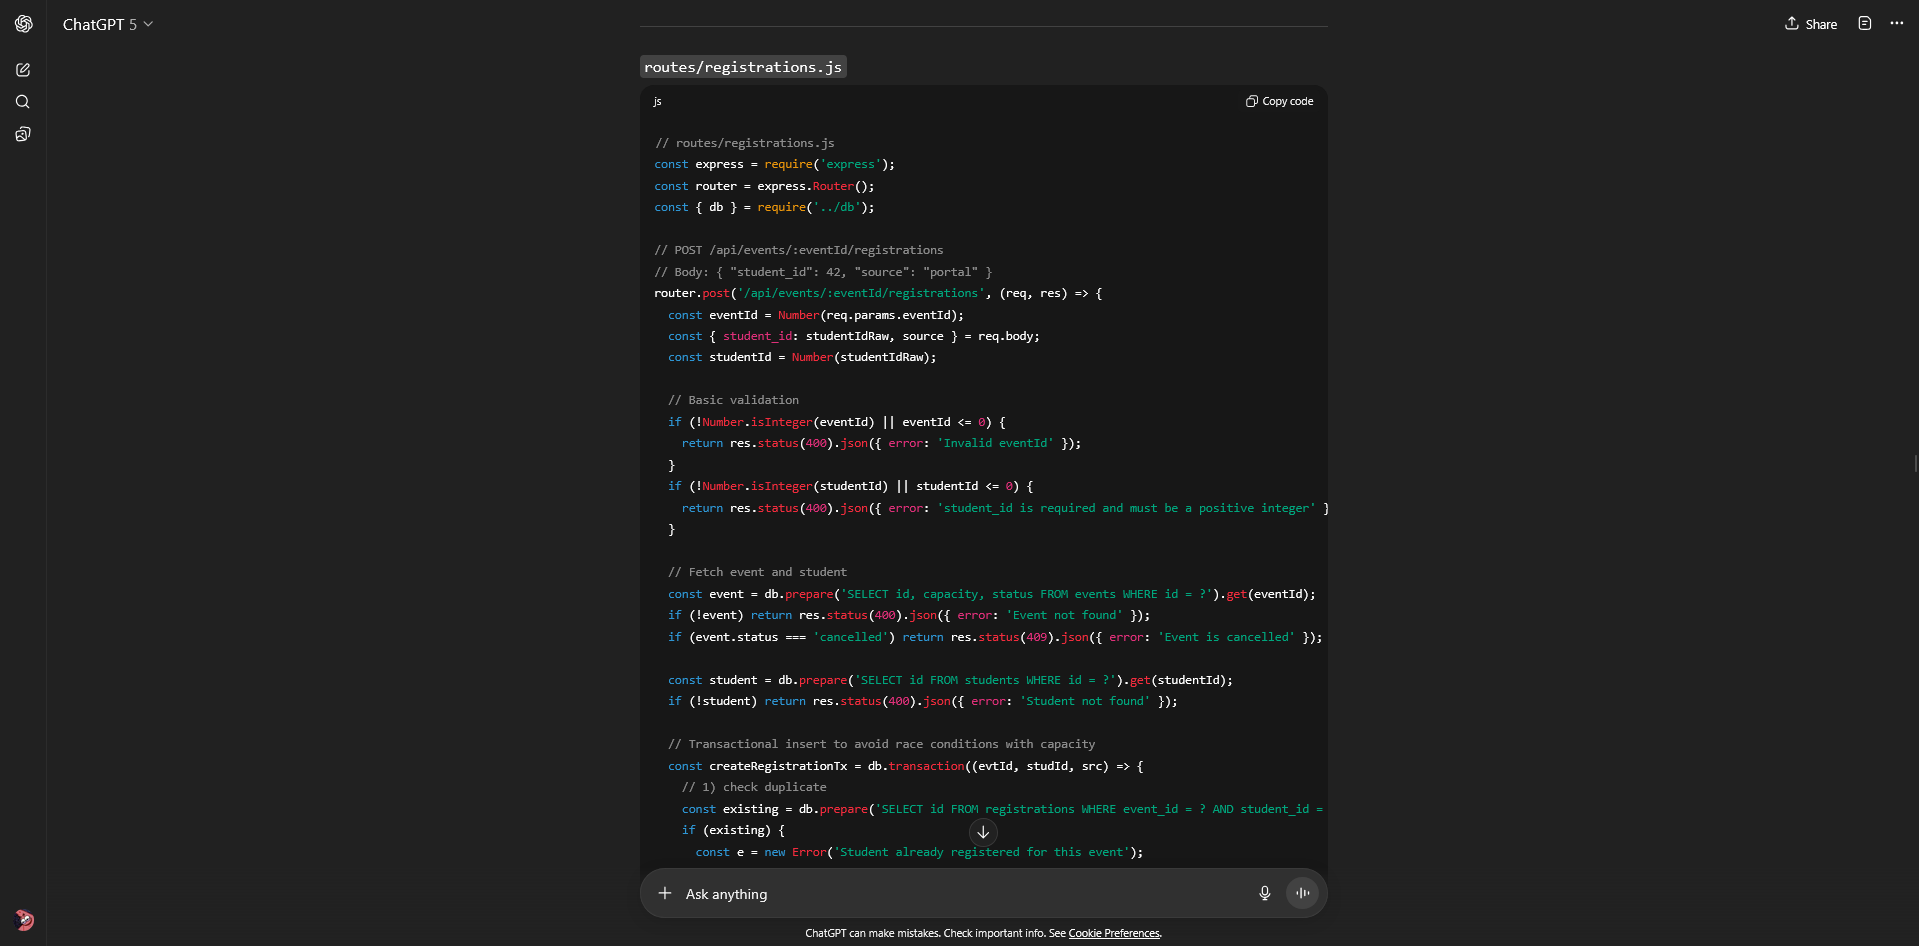 ChatGPT 5
Share
routes/registrations.js
js
Copy code
// routes/registrations.js
const express = require('express');
const router = express.Router();
const { db } = require('../db');
// POST /api/events/:eventId/registrations
// Body: { "student_id": 42, "source": "portal" }
router.post('/api/events/:eventId/registrations', (req, res) => {
const eventId = Number(req.params.eventId);
const { student_id: studentIdRaw, source } = req.body;
const studentId = Number(studentIdRaw);
// Basic validation
if (!Number.isInteger(eventId) || eventId <= 0) {
return res.status(400).json({ error: 'Invalid eventId' });
}
if (!Number.isInteger(studentId) || studentId <= 0) {
return res.status(400).json({ error: 'student_id is required and must be a positive integer' }
}
// Fetch event and student
const event = db.prepare('SELECT id, capacity, status FROM events WHERE id = ?').get(eventId);
if (!event) return res.status(400).json({ error: 'Event not found' });
if (event.status === 'cancelled') return res.status(409).json({ error: 'Event is cancelled' });
const student = db.prepare('SELECT id FROM students WHERE id = ?').get(studentId);
if (!student) return res.status(400).json({ error: 'Student not found' });
// Transactional insert to avoid race conditions with capacity
const createRegistrationTx = db.transaction((evtId, studId, src) => {
// 1) check duplicate
const existing = db.prepare('SELECT id FROM registrations WHERE event_id = ? AND student_id =
if (existing) {
const e = new Error('Student already registered for this event');
Ask anything
ChatGPT can make mistakes. Check important info. See Cookie Preferences.